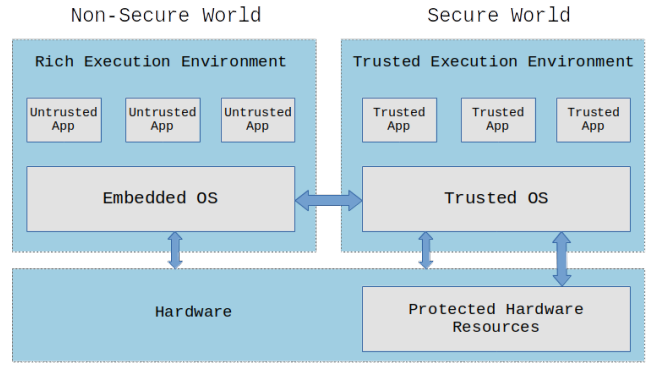 Non-Secure World
Secure World
Rich Execution Environment
Trusted Execution Environment
Untrusted
App
Untrusted
App
Untrusted
App
Trusted
App
Trusted
App
Trusted
App
Embedded OS
Trusted OS
Hardware
Protected Hardware
Resources